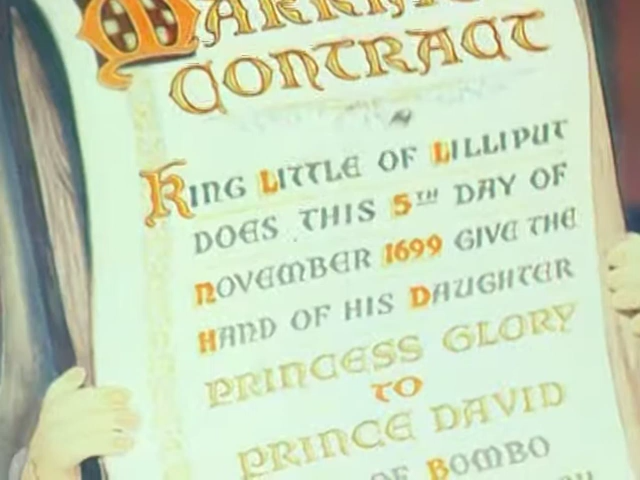 MARRIAGE
CONTRACT
KING LITTLE OF LILLIPUT
DOES THIS 5TH DAY OF
NOVEMBER 1699 GIVE THE
HAND OF HIS DAUGHTER
PRINCESS GLORY
TO
PRINCE DAVID
OF BOMBO